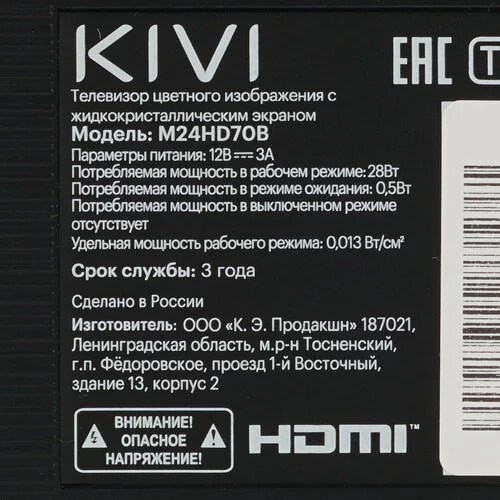 KIVI
EAC T
Телевизор цветного изображения с
жидкокристаллическим экраном
Модель: M24HD70B
Параметры питания: 12В⎓3А
Потребляемая мощность в рабочем режиме: 28Вт
Потребляемая мощность в режиме ожидания: 0,5Вт
Потребляемая мощность в выключенном режиме
отсутствует
Удельная мощность рабочего режима: 0,013 Вт/см²
Срок службы: 3 года
Сделано в России
Изготовитель: ООО «К. Э. Продакшн» 187021,
Ленинградская область, м.р-н Тосненский,
г.п. Фёдоровское, проезд 1-й Восточный,
здание 13, корпус 2
ВНИМАНИЕ!
ОПАСНОЕ
НАПРЯЖЕНИЕ!
HDMI™